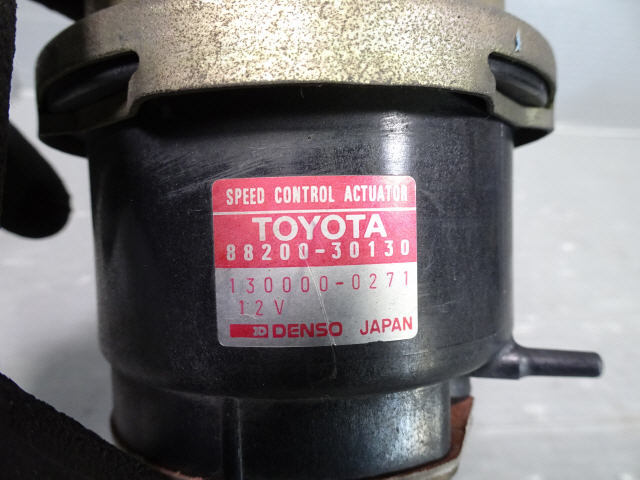 SPEED CONTROL ACTUATOR
TOYOTA
88200-30130
130000-0271
12V
DENSO JAPAN